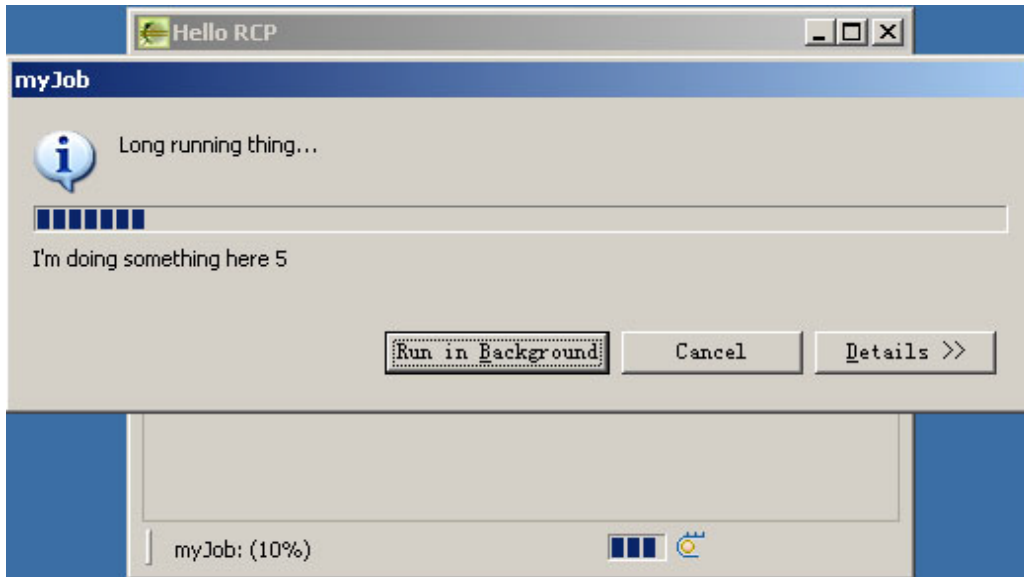 Hello RCP
myJob
Long running thing...
I'm doing something here 5
Run in Background Cancel Details >>
myJob: (10%)